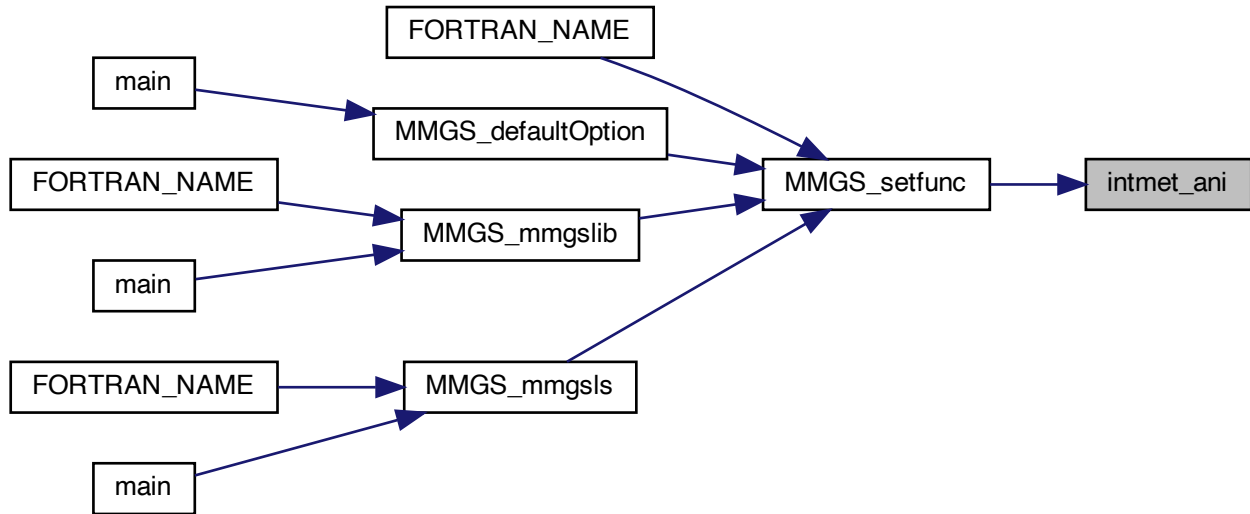 FORTRAN_NAME
main
MMGS_defaultOption
FORTRAN_NAME
MMGS_setfunc
intmet_ani
MMGS_mmgslib
main
FORTRAN_NAME
MMGS_mmgsls
main